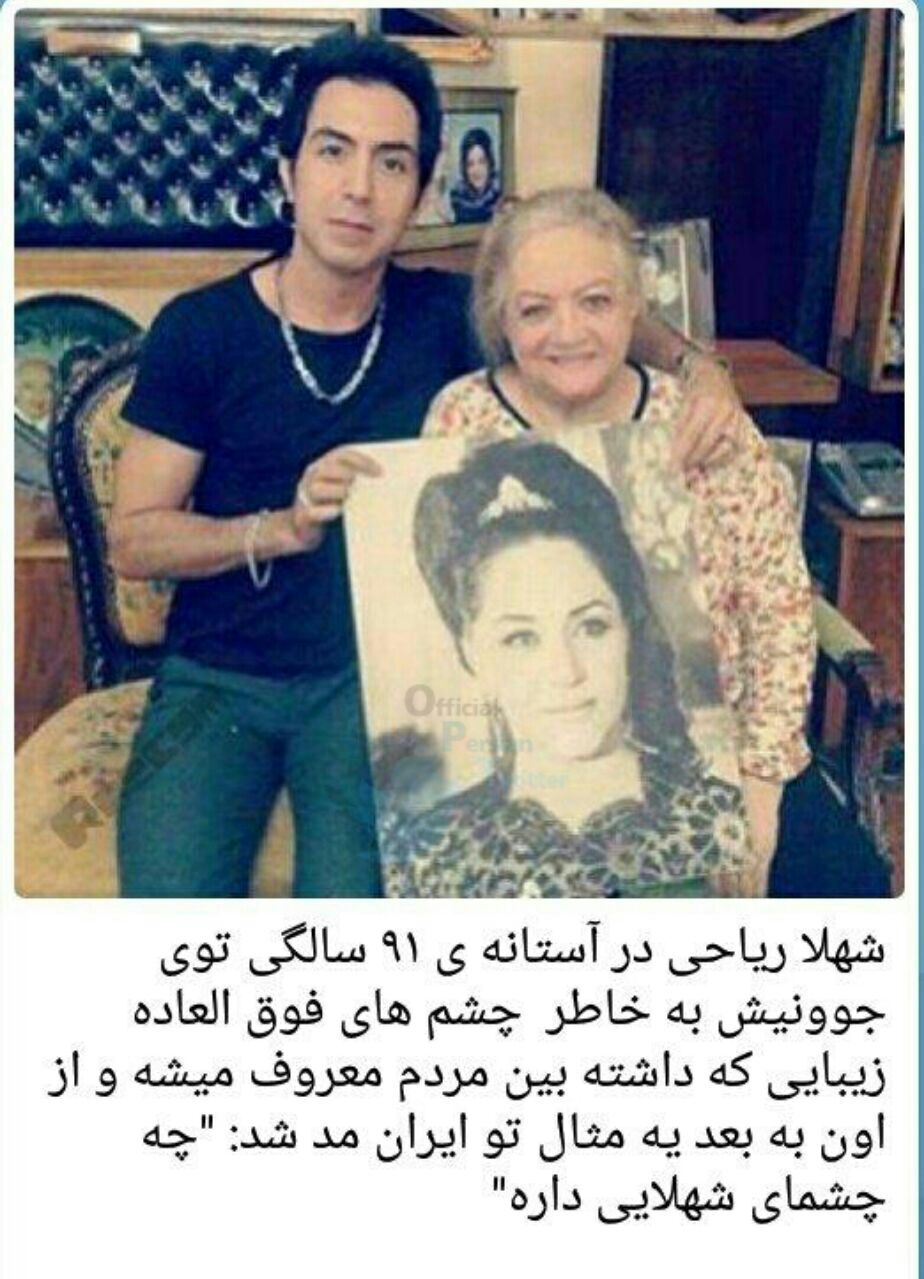 Official
Persian
Twitter
شهلا ریاحی در آستانه ی ۹۱ سالگی توی
جوونیش به خاطر  چشم های فوق العاده
زیبایی که داشته بین مردم معروف میشه و از
اون به بعد یه مثال تو ایران مد شد: "چه
چشمای شهلایی داره"